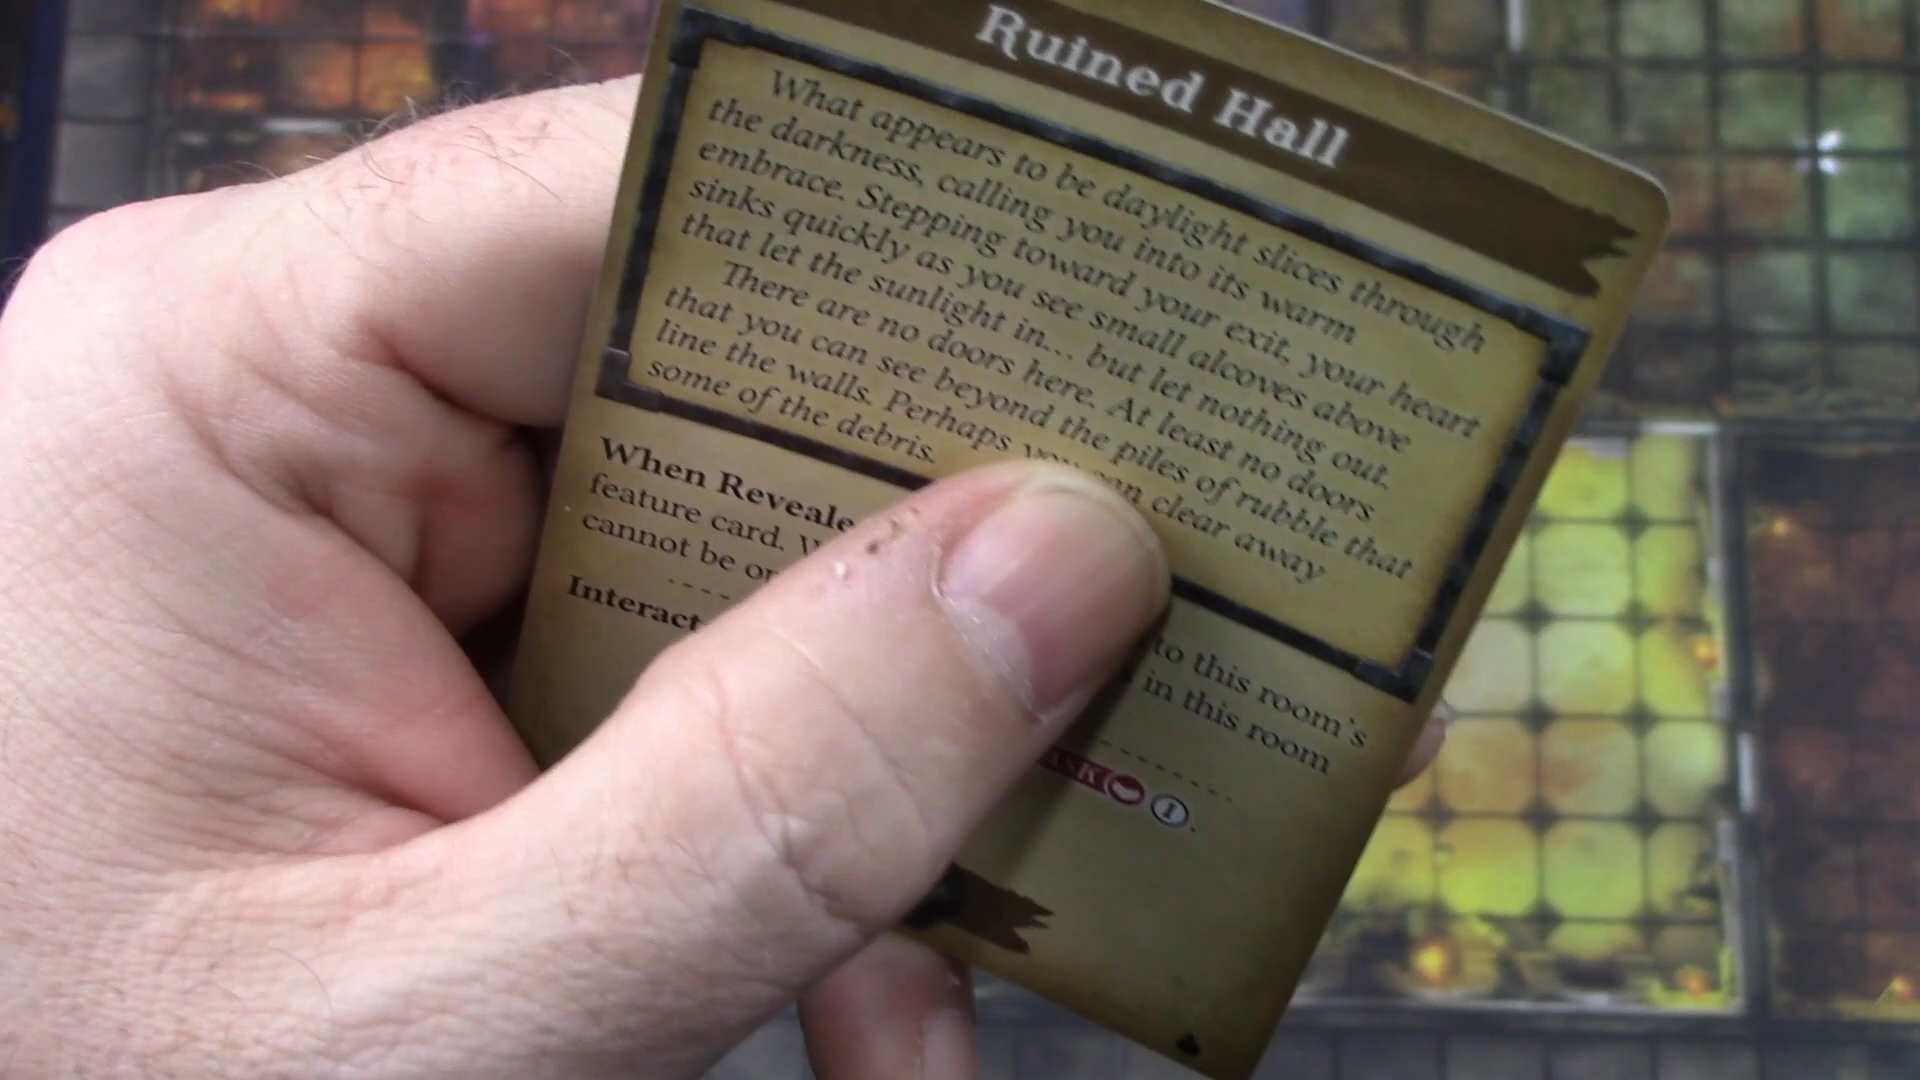 Ruined Hall
What appears to be daylight slices through
the darkness, calling you into its warm
embrace. Stepping toward your exit, your heart
sinks quickly as you see small alcoves above
that let the sunlight in... but let nothing out.
There are no doors here. At least no doors
that you can see beyond the piles of rubble that
line the walls. Perhaps you can clear away
some of the debris.
When Reveale to this room's
feature card. in this room
cannot be
Interact 1.